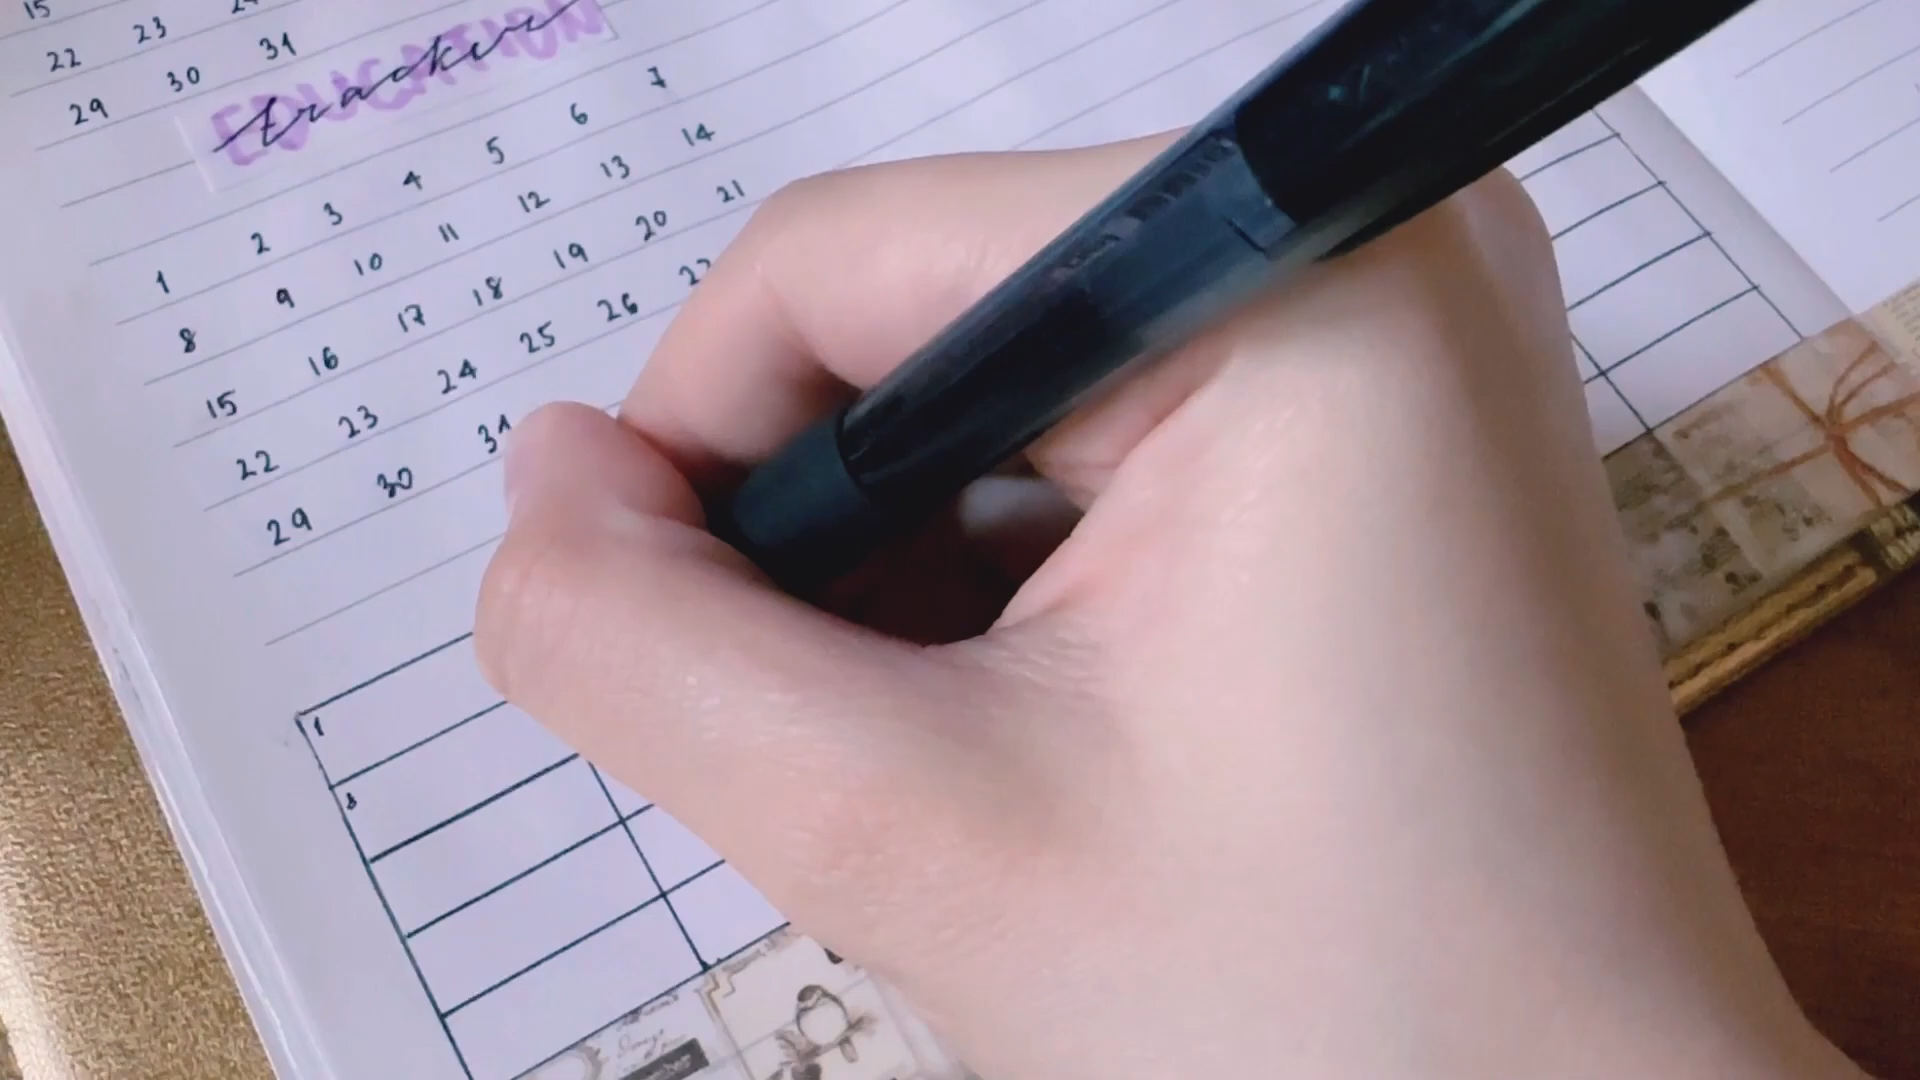 15
22 23
29 30 31
EDUCATION
tracker
1 2 3 4 5 6 7
8 9 10 11 12 13 14
15 16 17 18 19 20 21
22 23 24 25 26 27
29 30 31
1
8